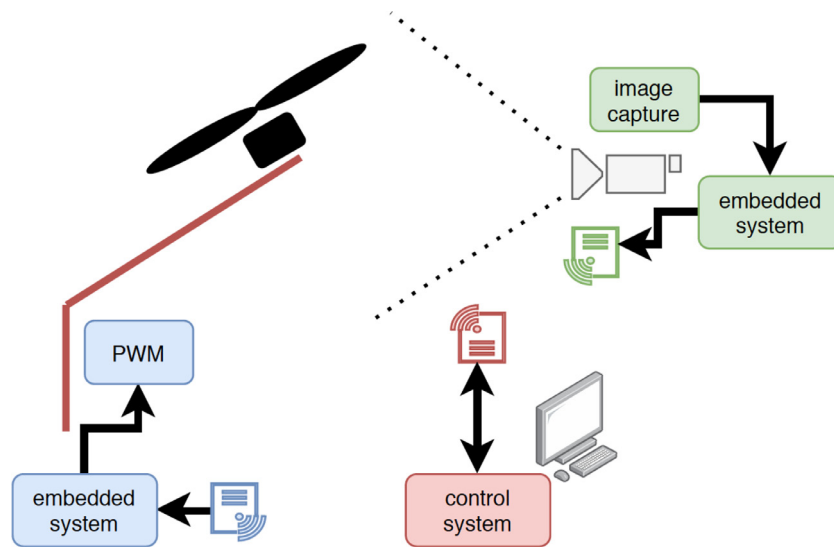 image
capture
embedded
system
PWM
embedded
system
control
system